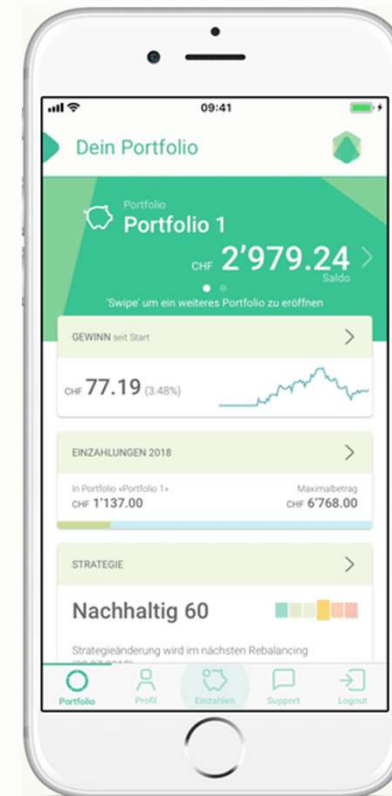 09:41
Dein Portfolio
Portfolio
Portfolio 1
CHF 2'979.24
Saldo
'Swipe' um ein weiteres Portfolio zu eröffnen
GEWINN seit Start
CHF 77.19 (3.48%)
EINZAHLUNGEN 2018
In Portfolio «Portfolio 1» Maximalbetrag
CHF 1'137.00 CHF 6'768.00
STRATEGIE
Nachhaltig 60
Strategieänderung wird im nächsten Rebalancing
Portfolio Profil Einzahlen Support Logout